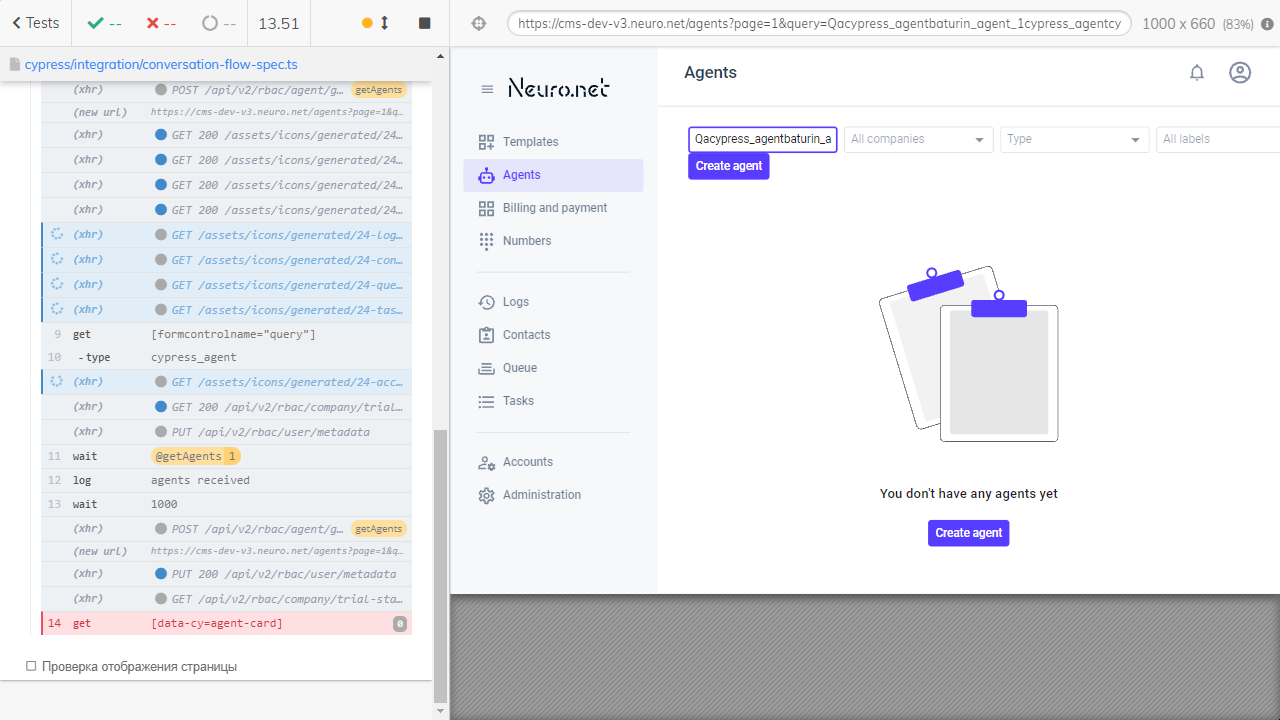 Tests
--
--
--
13.51
https://cms-dev-v3.neuro.net/agents?page=1&query=Qacypress_agentbaturin_agent_1cypress_agentcy
1000 x 660 (83%)
cypress/integration/conversation-flow-spec.ts
(xhr) POST /api/v2/rbac/agent/g… getAgents
(new url) https://cms-dev-v3.neuro.net/agents?page=1&q…
(xhr) GET 200 /assets/icons/generated/24…
(xhr) GET 200 /assets/icons/generated/24…
(xhr) GET 200 /assets/icons/generated/24…
(xhr) GET 200 /assets/icons/generated/24…
(xhr) GET /assets/icons/generated/24-log…
(xhr) GET /assets/icons/generated/24-con…
(xhr) GET /assets/icons/generated/24-que…
(xhr) GET /assets/icons/generated/24-tas…
9 get [formcontrolname="query"]
10 -type cypress_agent
(xhr) GET /assets/icons/generated/24-acc…
(xhr) GET 200 /api/v2/rbac/company/trial…
(xhr) PUT /api/v2/rbac/user/metadata
11 wait @getAgents 1
12 log agents received
13 wait 1000
(xhr) POST /api/v2/rbac/agent/g… getAgents
(new url) https://cms-dev-v3.neuro.net/agents?page=1&q…
(xhr) PUT 200 /api/v2/rbac/user/metadata
(xhr) GET /api/v2/rbac/company/trial-sta…
14 get [data-cy=agent-card] 0
Проверка отображения страницы
Neuro.net
Templates
Agents
Billing and payment
Numbers
Logs
Contacts
Queue
Tasks
Accounts
Administration
Agents
Qacypress_agentbaturin_a
All companies
Type
All labels
Create agent
You don't have any agents yet
Create agent